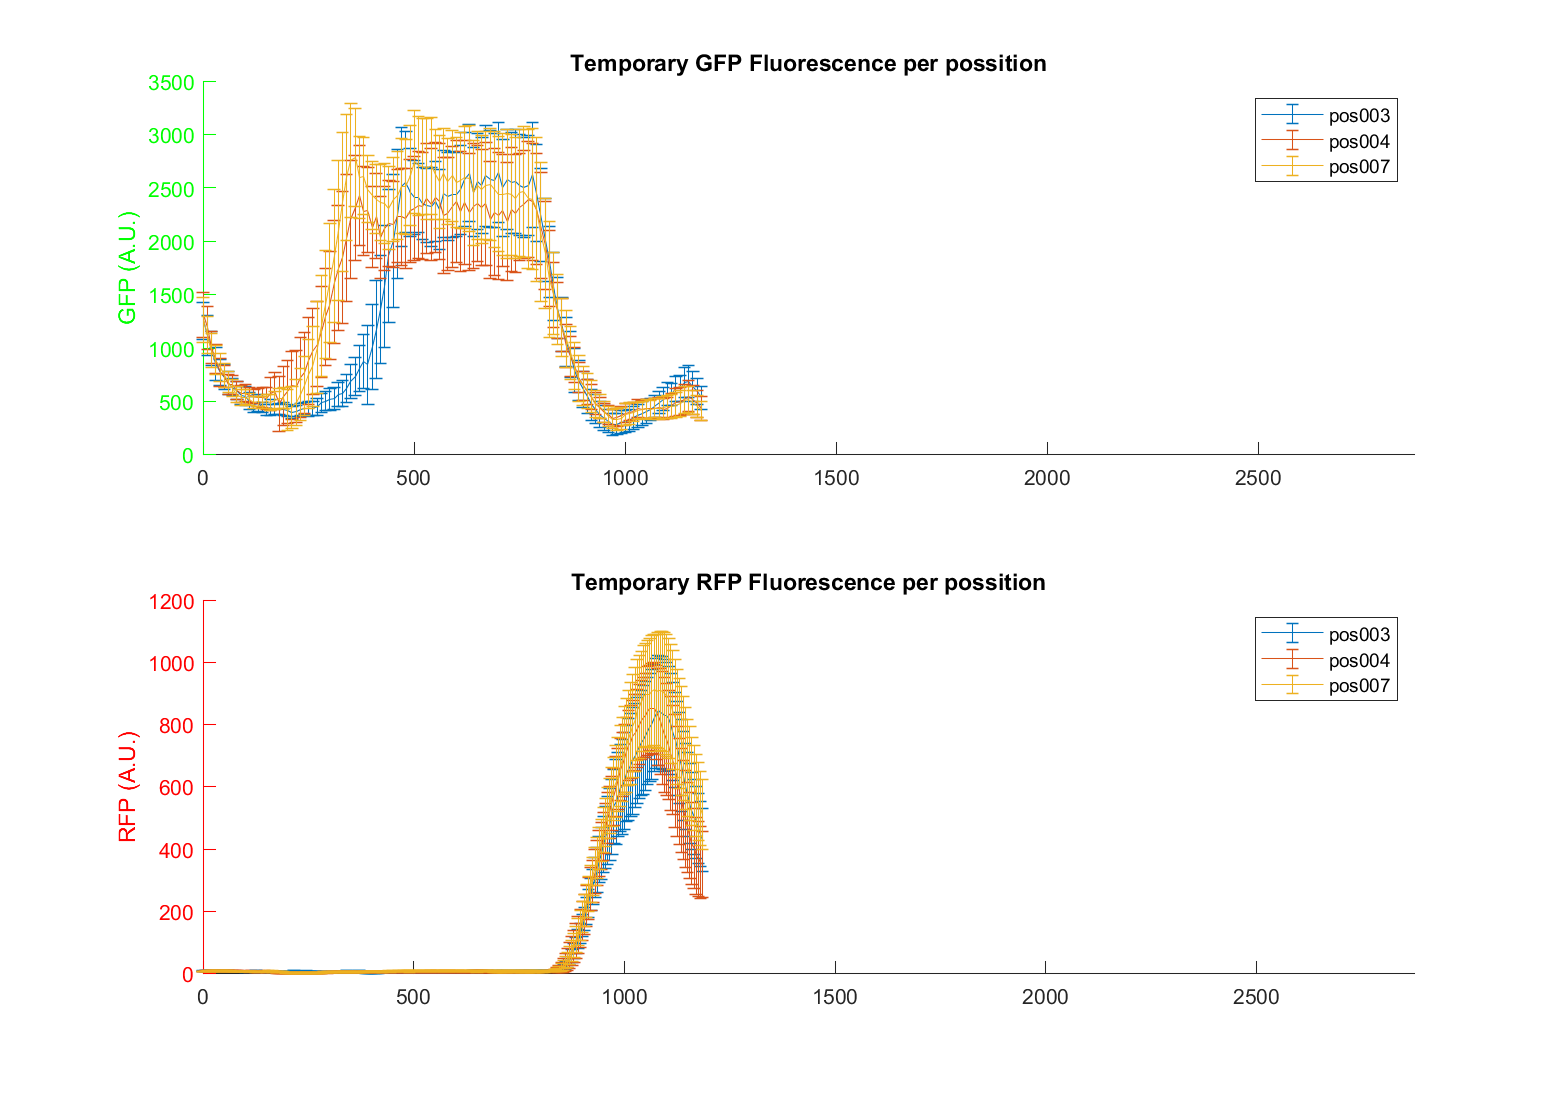 Temporary GFP Fluorescence per possition
GFP (A.U.)
3500
3000
2500
2000
1500
1000
500
0
0 500 1000 1500 2000 2500
pos003
pos004
pos007
Temporary RFP Fluorescence per possition
RFP (A.U.)
1200
1000
800
600
400
200
0
0 500 1000 1500 2000 2500
pos003
pos004
pos007